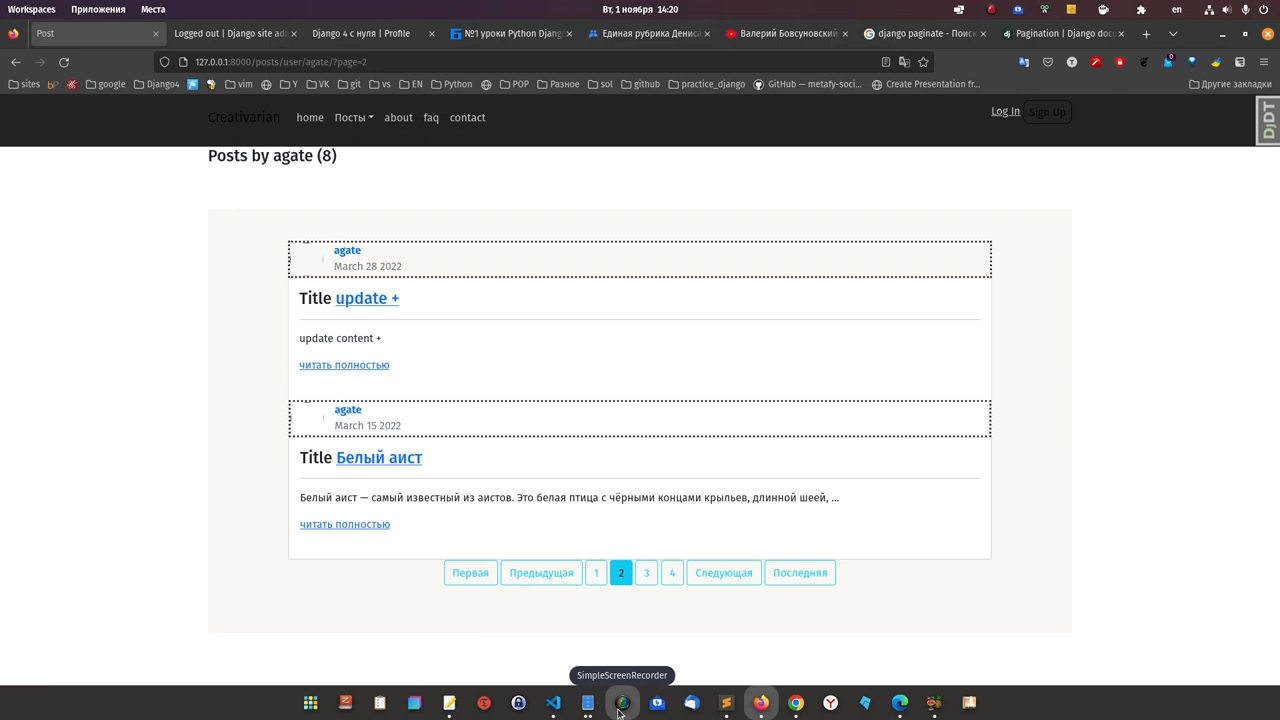 Workspaces Приложения Места Вт, 1 ноября 14:20 en
Post Logged out | Django site adm Django 4 с нуля | Profile №1 уроки Python Djang Единая рубрика Дениса Валерий Бовсуновский django paginate - Поиск Pagination | Django docu
127.0.0.1:8000/posts/user/agate/?page=2
sites google Django4 vim Y VK git vs EN Python POP Разное sol github practice_django GitHub — metafy-soci... Create Presentation fr... Другие закладки
Creativarian home Посты about faq contact Log In Sign Up
DjDT
Posts by agate (8)
agate
March 28 2022
Title update +
update content +
читать полностью
agate
March 15 2022
Title Белый аист
Белый аист — самый известный из аистов. Это белая птица с чёрными концами крыльев, длинной шеей, ...
читать полностью
Первая Предыдущая 1 2 3 4 Следующая Последняя
SimpleScreenRecorder